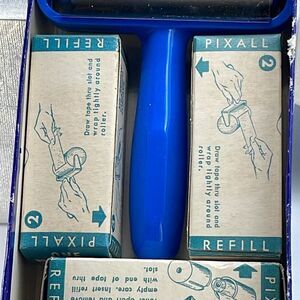 REFILL
Draw tape thru slot and
wrap tightly around
roller.
2
PIXALL
PIXALL
2
Draw tape thru slot and
wrap tightly around
roller.
REFILL
REF
empty core. Insert refill
with end of tape thru
slot.